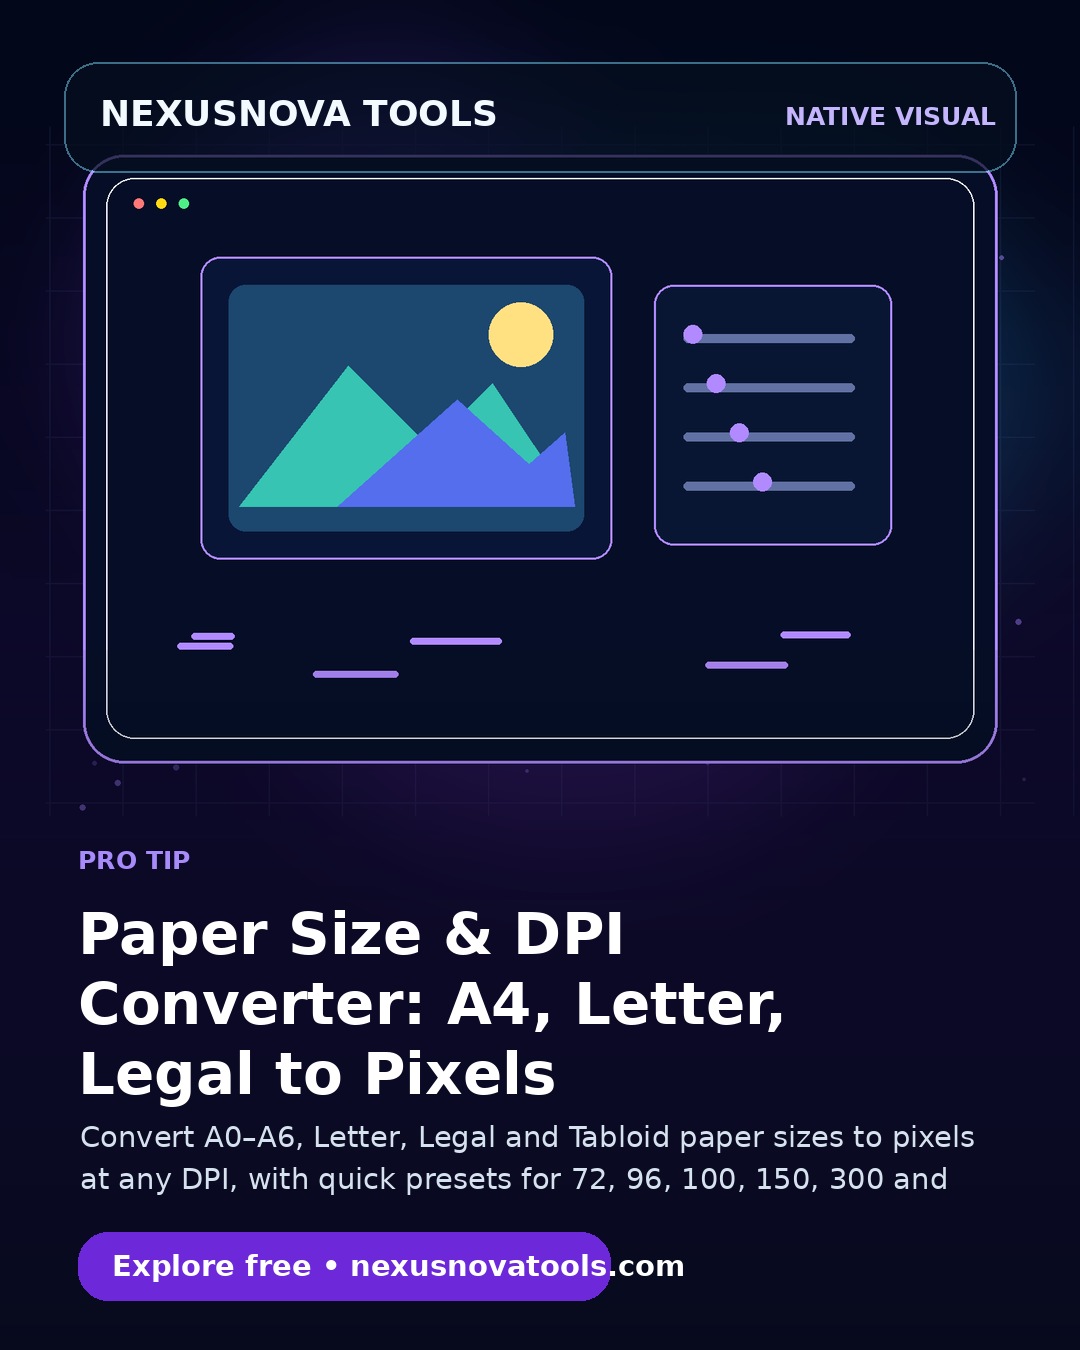 NEXUSNOVA TOOLS
NATIVE VISUAL
PRO TIP
Paper Size & DPI
Converter: A4, Letter,
Legal to Pixels
Convert A0–A6, Letter, Legal and Tabloid paper sizes to pixels
at any DPI, with quick presets for 72, 96, 100, 150, 300 and
Explore free • nexusnovatools.com